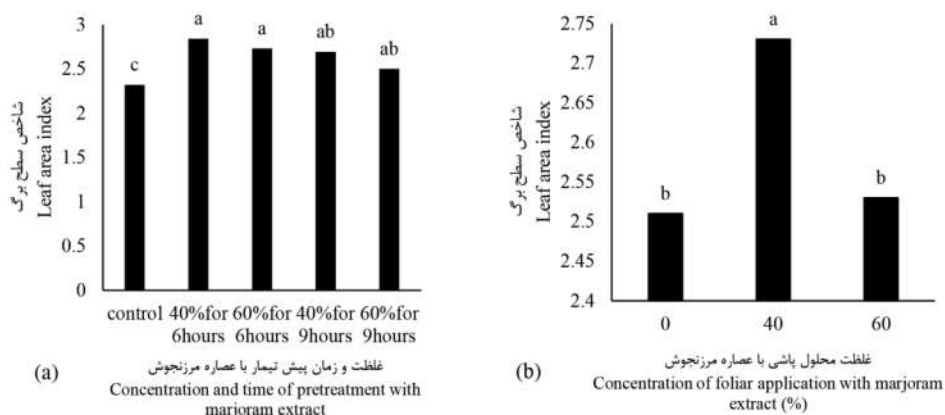 شاخص سطح برگ
Leaf area index
3
2.5
2
1.5
1
0.5
0
c
a
a
ab
ab
control
40%for
6hours
60%for
6hours
40%for
9hours
60%for
9hours
(a)
غلظت و زمان پیش تیمار با عصاره مرزنجوش
Concentration and time of pretreatment with
marjoram extract
شاخص سطح برگ
Leaf area index
2.75
2.7
2.65
2.6
2.55
2.5
2.45
2.4
b
a
b
0
40
60
(b)
غلظت محلول پاشی با عصاره مرزنجوش
Concentration of foliar application with marjoram
extract (%)